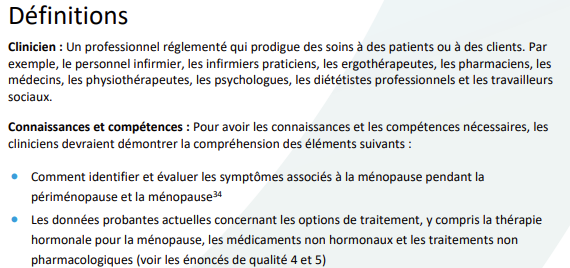 Définitions
Clinicien : Un professionnel réglementé qui prodigue des soins à des patients ou à des clients. Par
exemple, le personnel infirmier, les infirmiers praticiens, les ergothérapeutes, les pharmaciens, les
médecins, les physiothérapeutes, les psychologues, les diététistes professionnels et les travailleurs
sociaux.
Connaissances et compétences : Pour avoir les connaissances et les compétences nécessaires, les
cliniciens devraient démontrer la compréhension des éléments suivants :
• Comment identifier et évaluer les symptômes associés à la ménopause pendant la
périménopause et la ménopause³⁴
• Les données probantes actuelles concernant les options de traitement, y compris la thérapie
hormonale pour la ménopause, les médicaments non hormonaux et les traitements non
pharmacologiques (voir les énoncés de qualité 4 et 5)